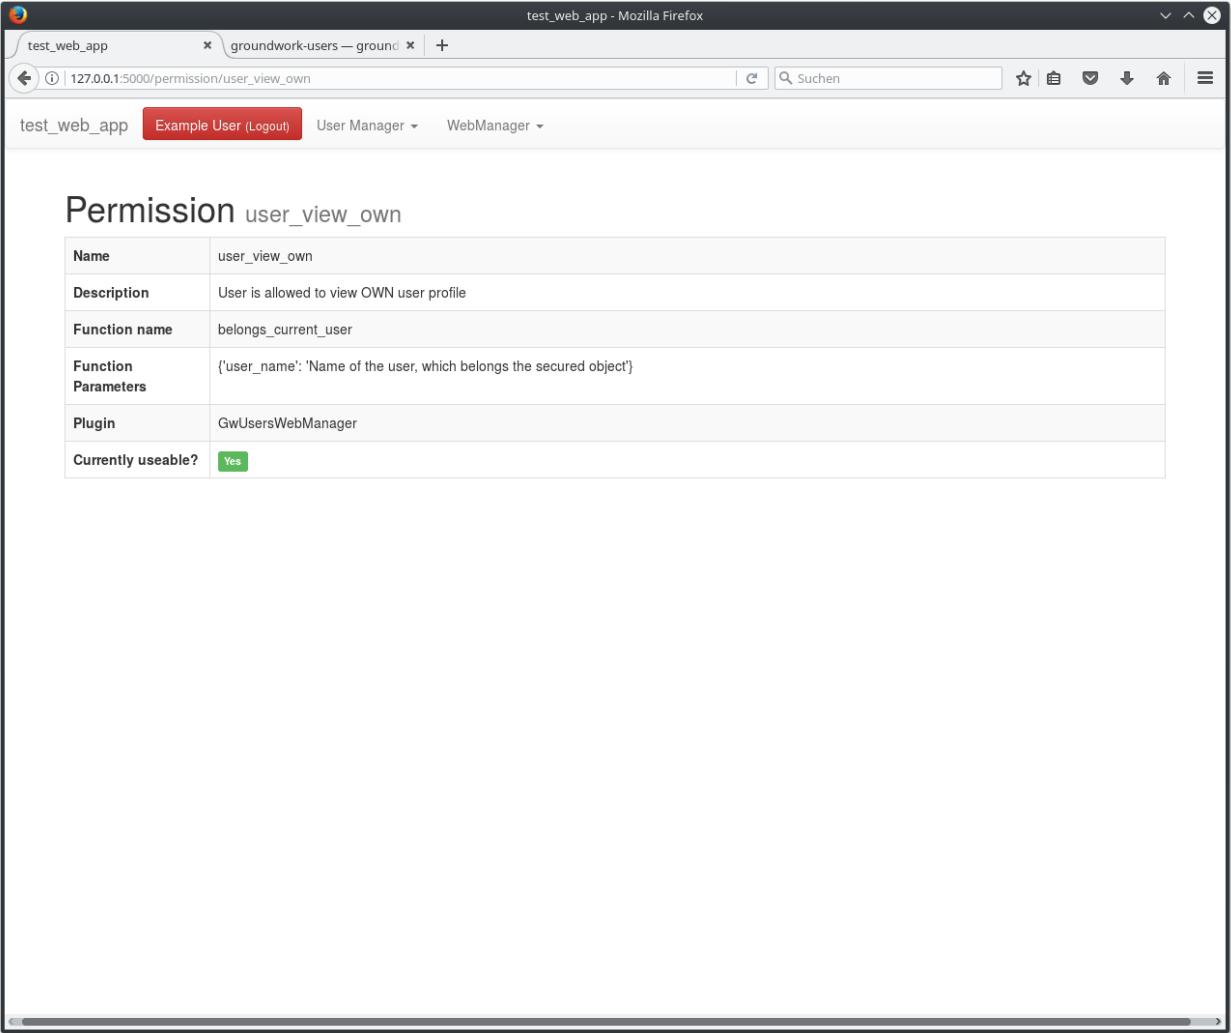 test_web_app - Mozilla Firefox
test_web_app
groundwork-users — ground
127.0.0.1:5000/permission/user_view_own
Suchen
test_web_app
Example User (Logout)
User Manager
WebManager
Permission user_view_own
Name
user_view_own
Description
User is allowed to view OWN user profile
Function name
belongs_current_user
Function
Parameters
{'user_name': 'Name of the user, which belongs the secured object'}
Plugin
GwUsersWebManager
Currently useable?
Yes